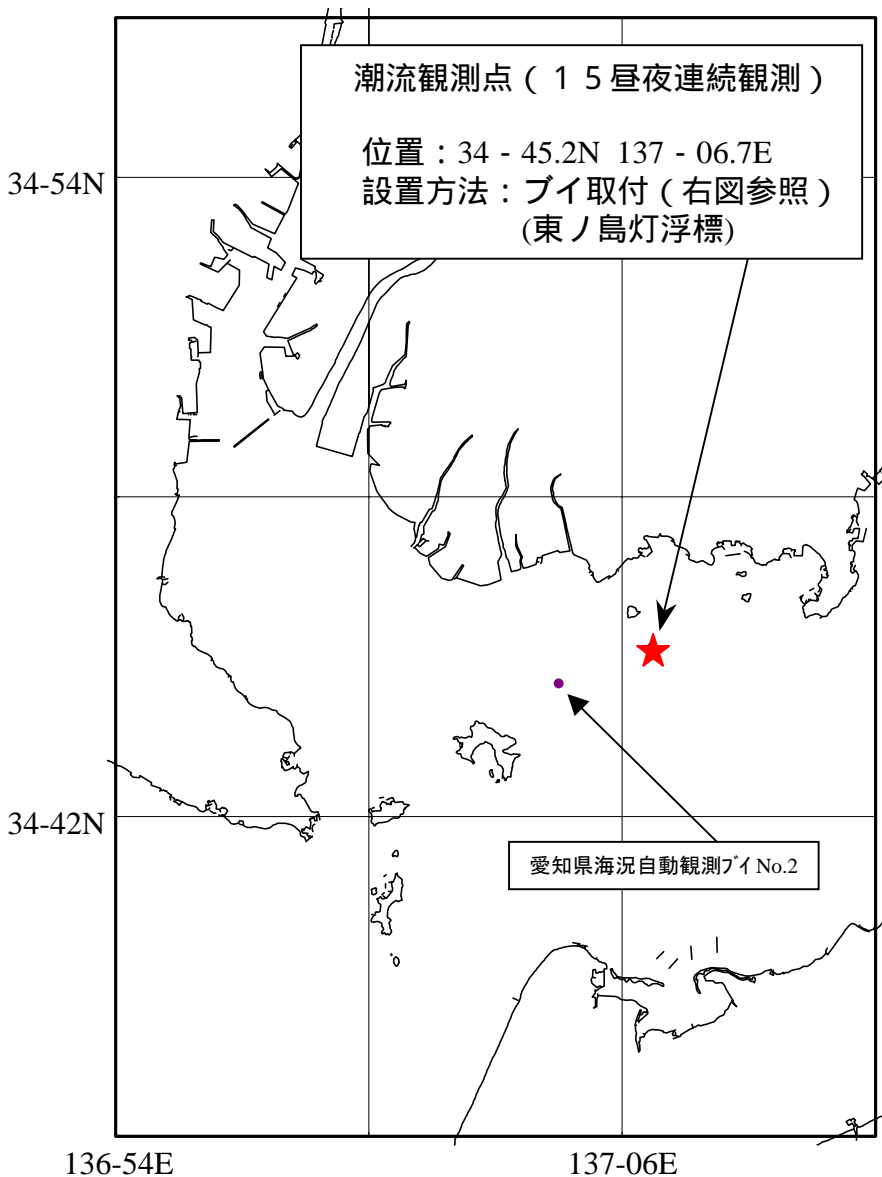 潮流観測点（１５昼夜連続観測）
位置：34 - 45.2N 137 - 06.7E
設置方法：ブイ取付（右図参照）
(東ノ島灯浮標)
34-54N
34-42N
愛知県海況自動観測ﾌﾞｲNo.2
136-54E
137-06E